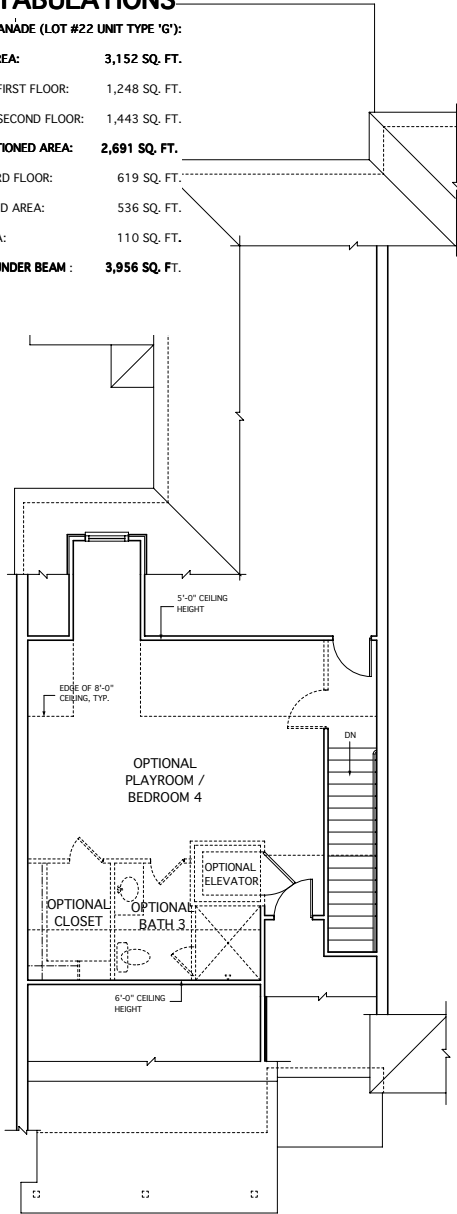 TABULATIONS
ANADE (LOT #22 UNIT TYPE 'G'):
REA: 3,152 SQ. FT.
FIRST FLOOR: 1,248 SQ. FT.
SECOND FLOOR: 1,443 SQ. FT.
TIONED AREA: 2,691 SQ. FT.
RD FLOOR: 619 SQ. FT.
D AREA: 536 SQ. FT.
A: 110 SQ. FT.
UNDER BEAM : 3,956 SQ. FT.
5'-0" CEILING
HEIGHT
EDGE OF 8'-0"
CEILING, TYP.
DN
OPTIONAL
PLAYROOM /
BEDROOM 4
OPTIONAL
ELEVATOR
OPTIONAL
CLOSET
OPTIONAL
BATH 3
6'-0" CEILING
HEIGHT